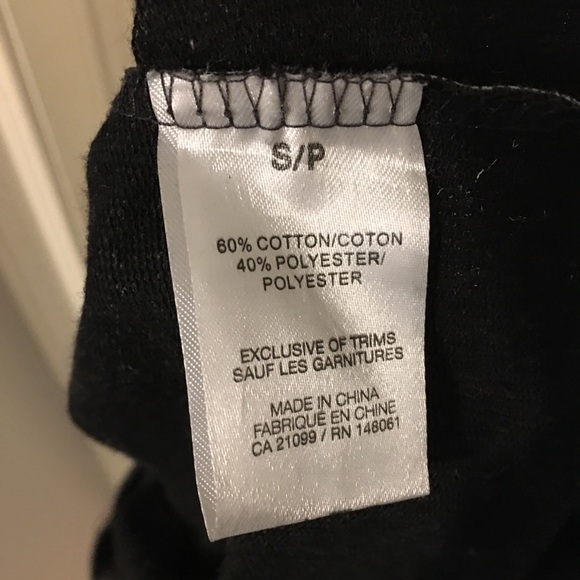 S/P
60% COTTON/COTON
40% POLYESTER/
POLYESTER
EXCLUSIVE OF TRIMS
SAUF LES GARNITURES
MADE IN CHINA
FABRIQUÉ EN CHINE
CA 21099 / RN 146061